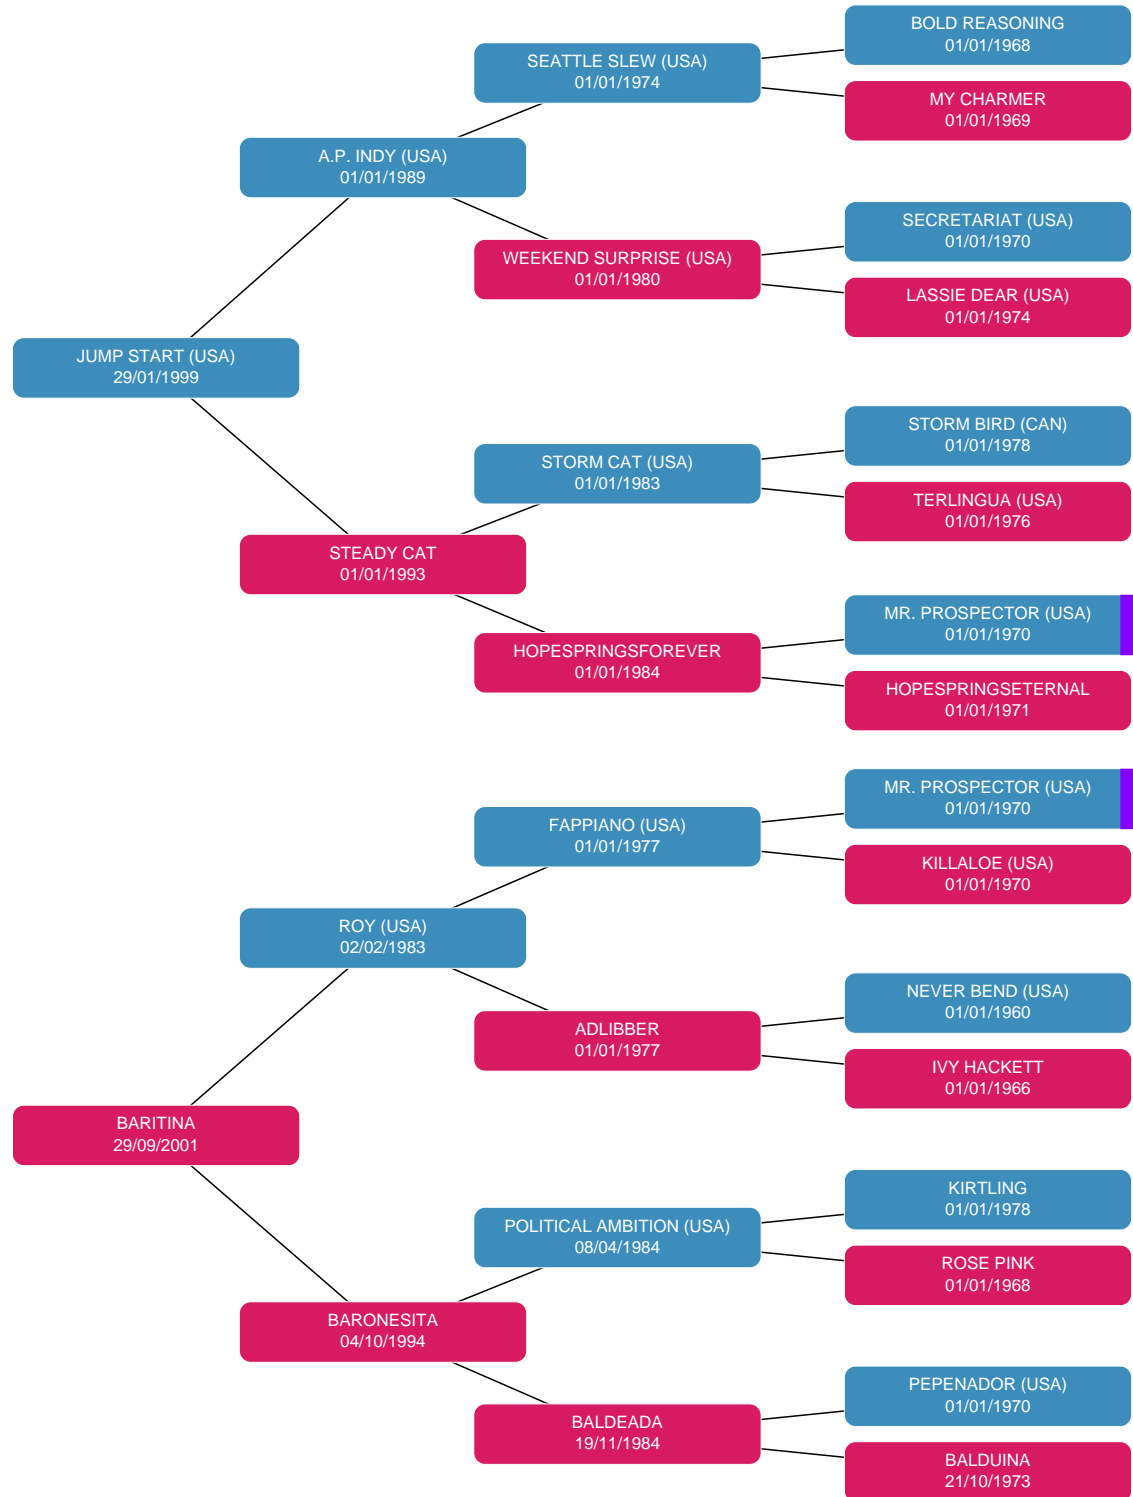 BOLD REASONING
01/01/1968
SEATTLE SLEW (USA)
01/01/1974
MY CHARMER
01/01/1969
A.P. INDY (USA)
01/01/1989
SECRETARIAT (USA)
01/01/1970
WEEKEND SURPRISE (USA)
01/01/1980
LASSIE DEAR (USA)
01/01/1974
JUMP START (USA)
29/01/1999
STORM BIRD (CAN)
01/01/1978
STORM CAT (USA)
01/01/1983
TERLINGUA (USA)
01/01/1976
STEADY CAT
01/01/1993
MR. PROSPECTOR (USA)
01/01/1970
HOPESPRINGSFOREVER
01/01/1984
HOPESPRINGSETERNAL
01/01/1971
MR. PROSPECTOR (USA)
01/01/1970
FAPPIANO (USA)
01/01/1977
KILLALOE (USA)
01/01/1970
ROY (USA)
02/02/1983
NEVER BEND (USA)
01/01/1960
ADLIBBER
01/01/1977
IVY HACKETT
01/01/1966
BARITINA
29/09/2001
KIRTLING
01/01/1978
POLITICAL AMBITION (USA)
08/04/1984
ROSE PINK
01/01/1968
BARONESITA
04/10/1994
PEPENADOR (USA)
01/01/1970
BALDEADA
19/11/1984
BALDUINA
21/10/1973